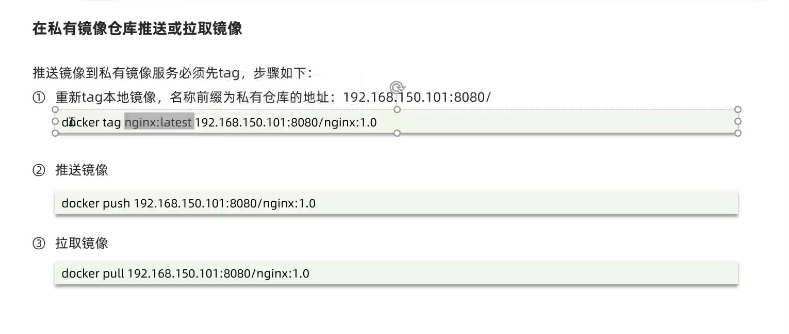 在私有镜像仓库推送或拉取镜像
推送镜像到私有镜像服务必须先tag，步骤如下：
① 重新tag本地镜像，名称前缀为私有仓库的地址：192.168.150.101:8080/
docker tag nginx:latest 192.168.150.101:8080/nginx:1.0
② 推送镜像
docker push 192.168.150.101:8080/nginx:1.0
③ 拉取镜像
docker pull 192.168.150.101:8080/nginx:1.0